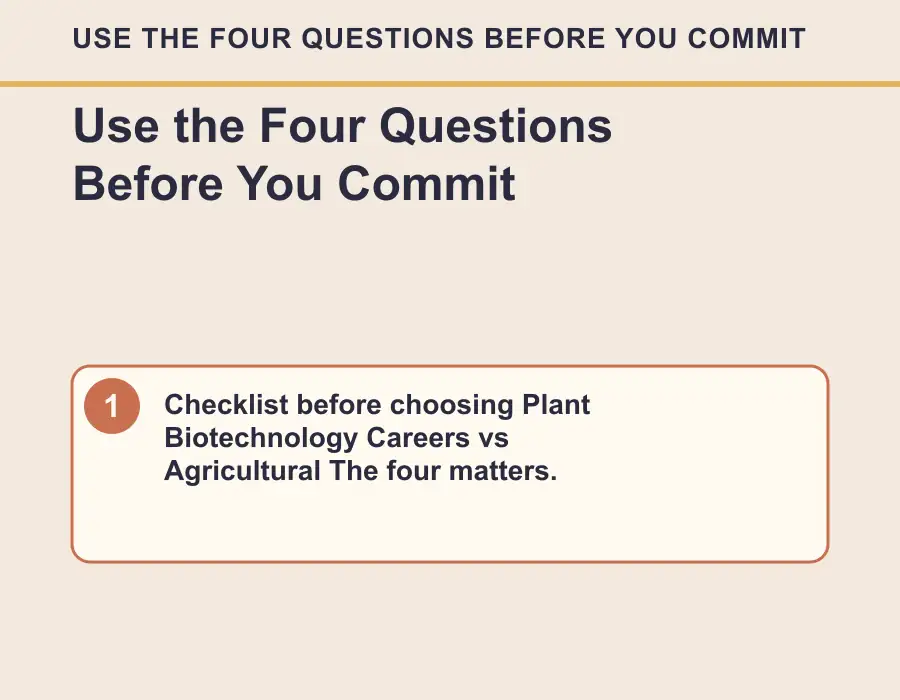 USE THE FOUR QUESTIONS BEFORE YOU COMMIT
Use the Four Questions
Before You Commit
1
Checklist before choosing Plant
Biotechnology Careers vs
Agricultural The four matters.